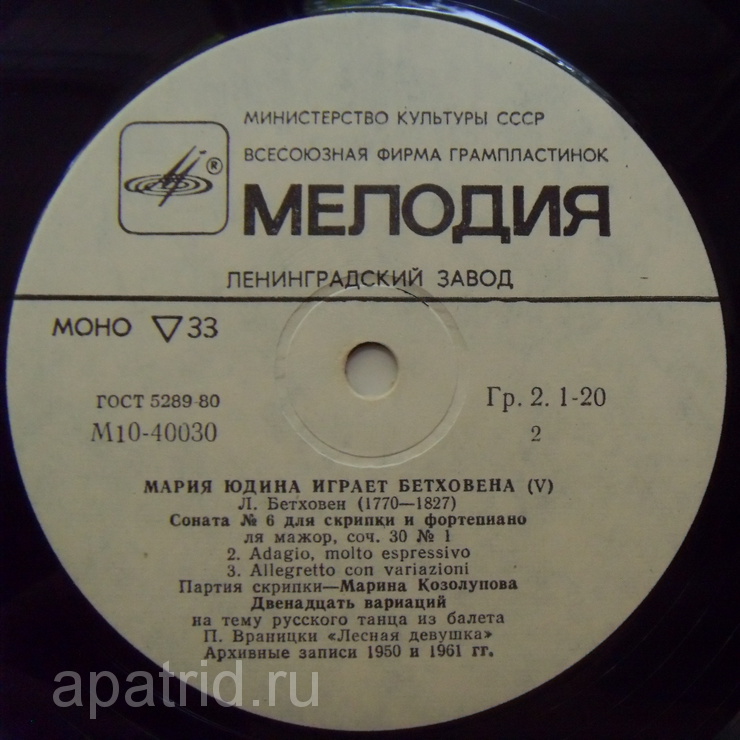 МИНИСТЕРСТВО КУЛЬТУРЫ СССР
ВСЕСОЮЗНАЯ ФИРМА ГРАМПЛАСТИНОК
®
МЕЛОДИЯ
ЛЕНИНГРАДСКИЙ ЗАВОД
МОНО ▽ 33
ГОСТ 5289-80
Гр. 2. 1-20
М10-40030
2
МАРИЯ ЮДИНА ИГРАЕТ БЕТХОВЕНА (V)
Л. Бетховен (1770—1827)
Соната № 6 для скрипки и фортепиано
ля мажор, соч. 30 № 1
2. Adagio, molto espressivo
3. Allegretto con variazioni
Партия скрипки—Марина Козолупова
Двенадцать вариаций
на тему русского танца из балета
П. Враницки «Лесная девушка»
Архивные записи 1950 и 1961 гг.
apatrid.ru